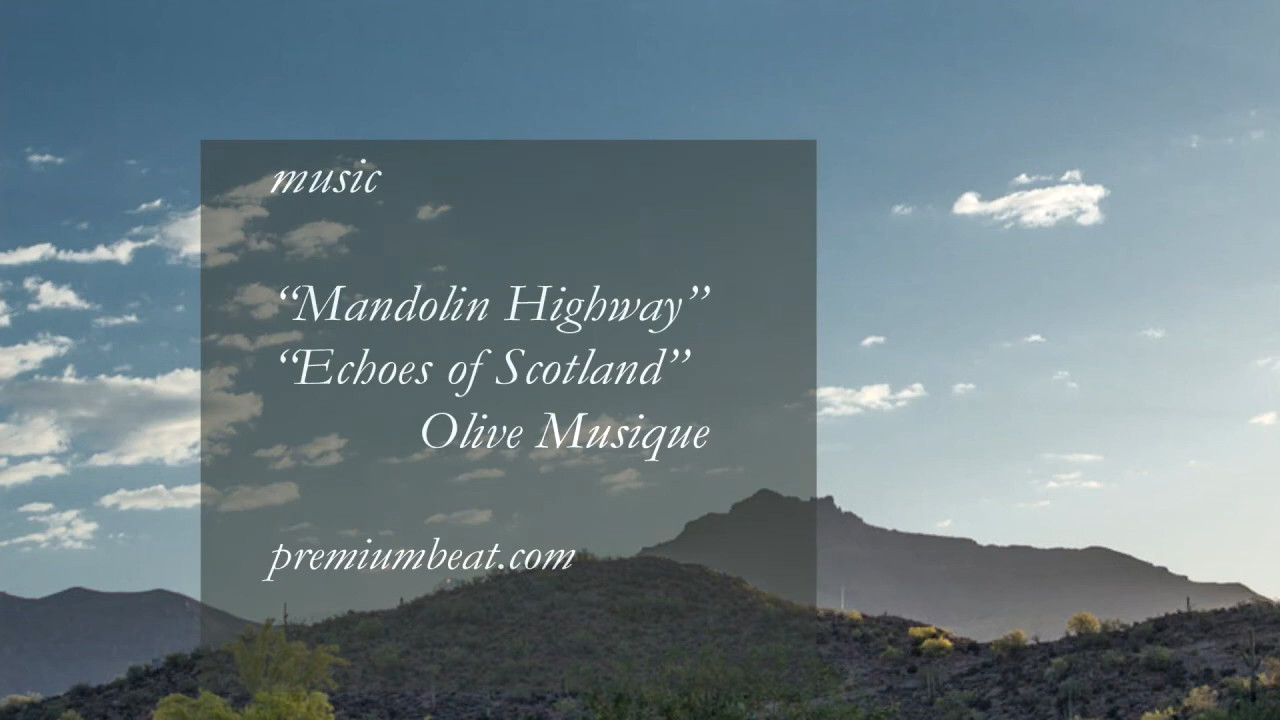 music
“Mandolin Highway”
“Echoes of Scotland”
Olive Musique
premiumbeat.com